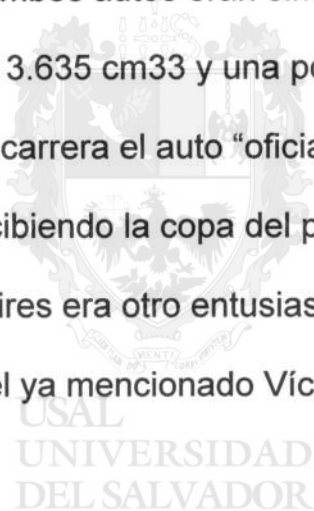 3.635 cm33 y una
carrera el auto “oficia
cibiendo la copa del p
ires era otro entusias
el ya mencionado Víc
USAL
UNIVERSIDAD
DEL SALVADOR